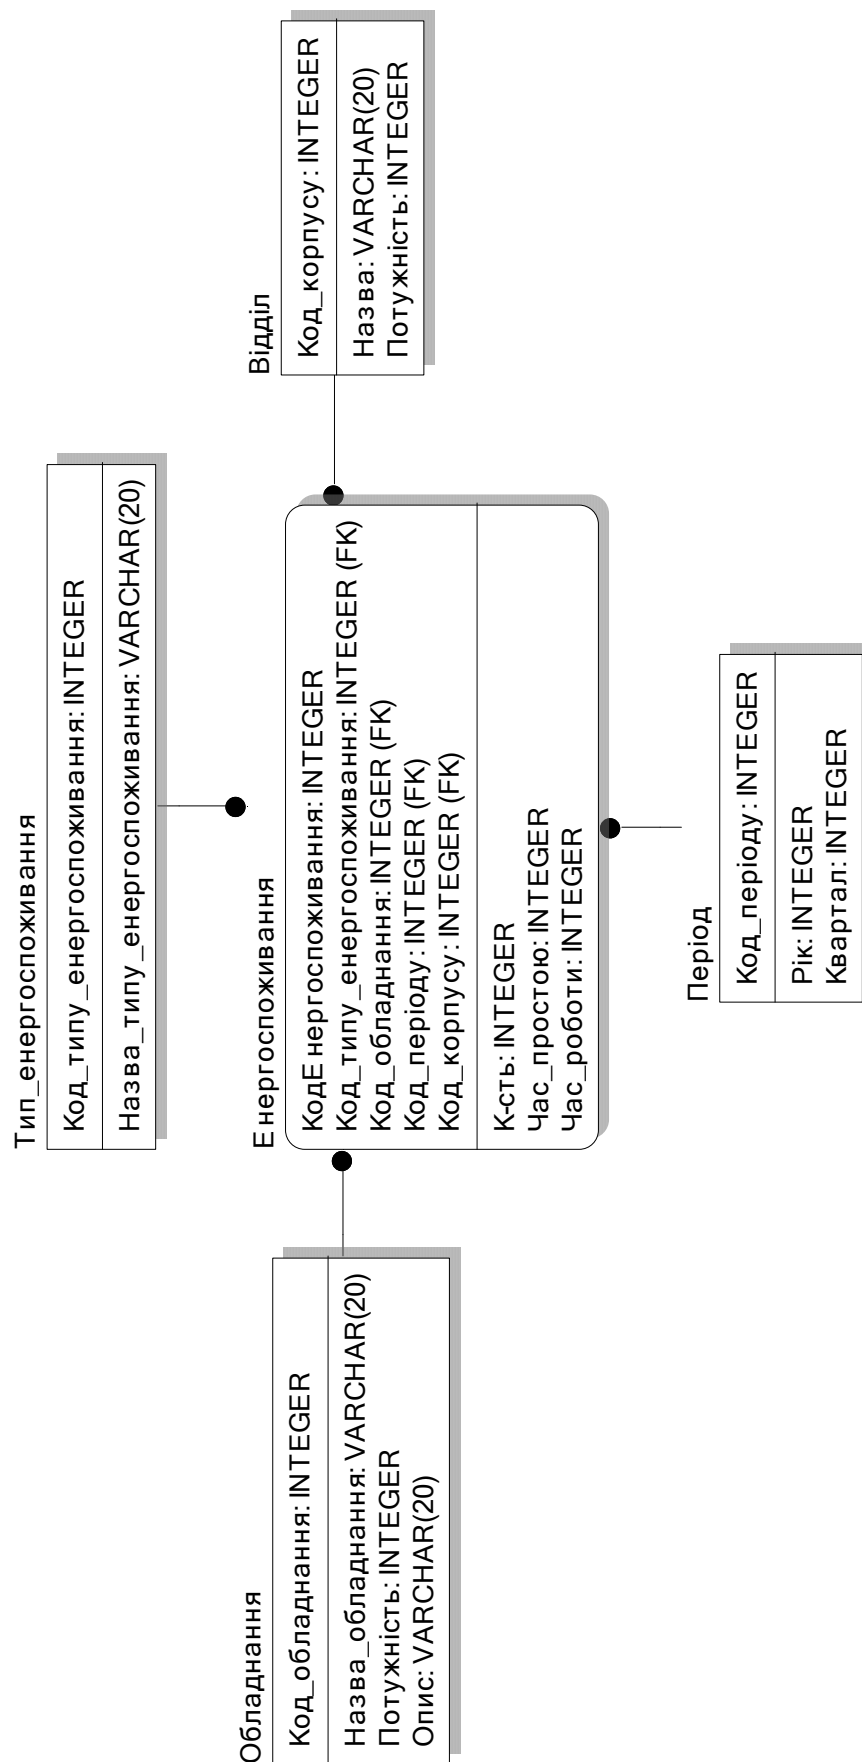 Тип_енергоспоживання
Код_типу_енергоспоживання: INTEGER
Назва_типу_енергоспоживання: VARCHAR(20)
Обладнання
Код_обладнання: INTEGER
Назва_обладнання: VARCHAR(20)
Потужність: INTEGER
Опис: VARCHAR(20)
Енергоспоживання
КодЕнергоспоживання: INTEGER
Код_типу_енергоспоживання: INTEGER (FK)
Код_обладнання: INTEGER (FK)
Код_періоду: INTEGER (FK)
Код_корпусу: INTEGER (FK)
К-сть: INTEGER
Час_простою: INTEGER
Час_роботи: INTEGER
Відділ
Код_корпусу: INTEGER
Назва: VARCHAR(20)
Потужність: INTEGER
Період
Код_періоду: INTEGER
Рік: INTEGER
Квартал: INTEGER